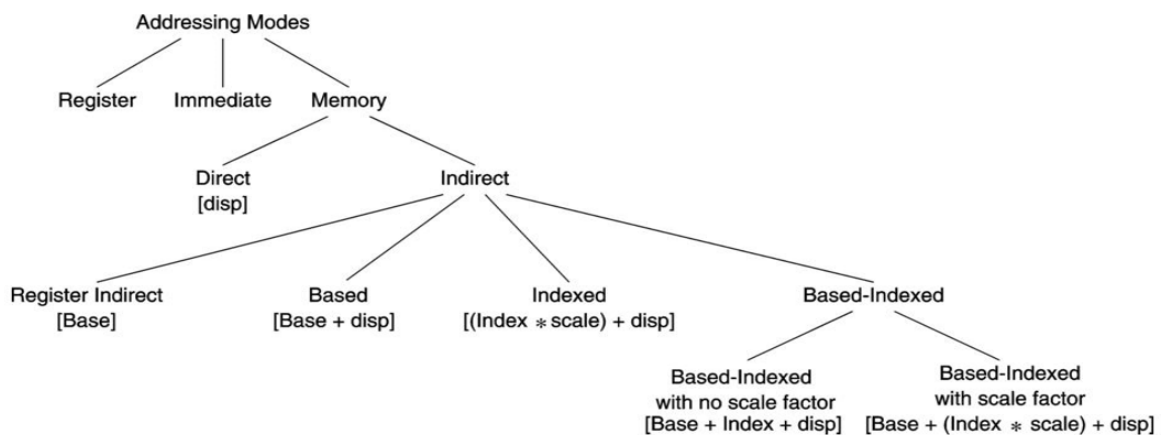 Addressing Modes
Register Immediate Memory
Direct Indirect
[disp]
Register Indirect Based Indexed Based-Indexed
[Base] [Base + disp] [(Index * scale) + disp]
Based-Indexed Based-Indexed
with no scale factor with scale factor
[Base + Index + disp] [Base + (Index * scale) + disp]